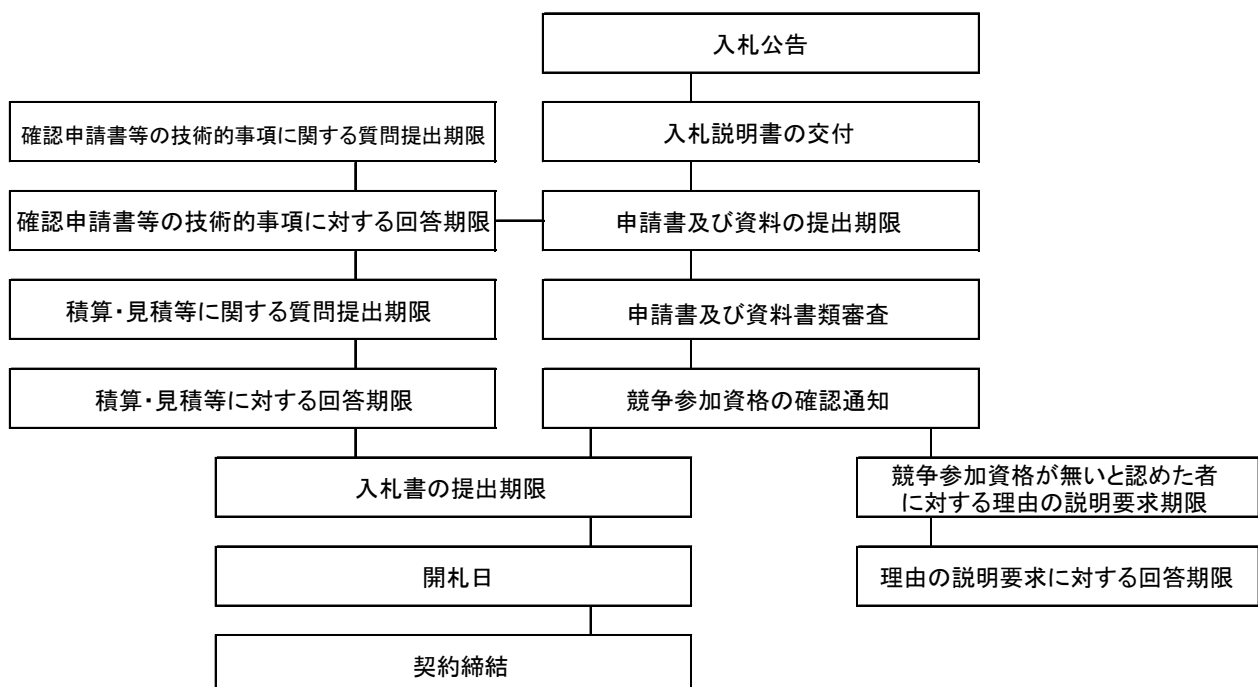 入札公告
確認申請書等の技術的事項に関する質問提出期限
入札説明書の交付
確認申請書等の技術的事項に対する回答期限
申請書及び資料の提出期限
積算・見積等に関する質問提出期限
申請書及び資料書類審査
積算・見積等に対する回答期限
競争参加資格の確認通知
入札書の提出期限
競争参加資格が無いと認めた者
に対する理由の説明要求期限
開札日
理由の説明要求に対する回答期限
契約締結